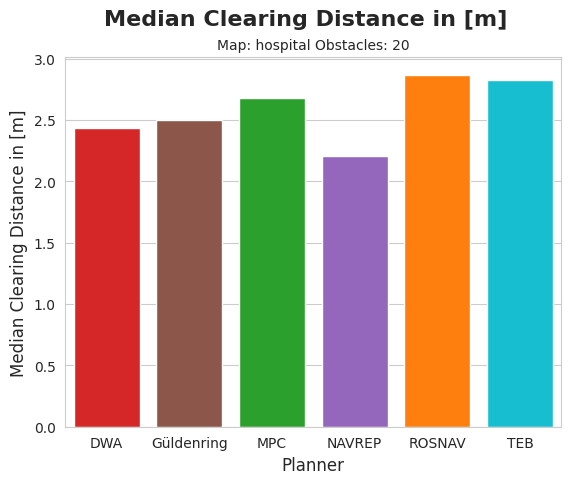 Median Clearing Distance in [m]
Map: hospital Obstacles: 20
Median Clearing Distance in [m]
3.0
2.5
2.0
1.5
1.0
0.5
0.0
DWA Güldenring MPC NAVREP ROSNAV TEB
Planner